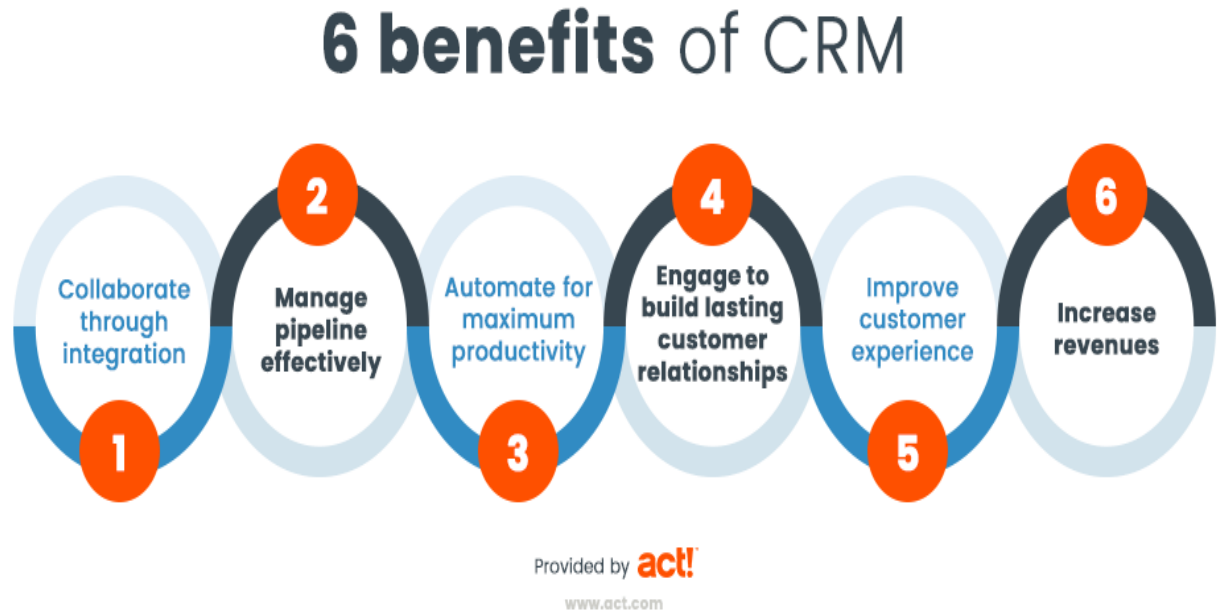 6 benefits of CRM
1
Collaborate
through
integration
2
Manage
pipeline
effectively
3
Automate for
maximum
productivity
4
Engage to
build lasting
customer
relationships
5
Improve
customer
experience
6
Increase
revenues
Provided by act!
www.act.com